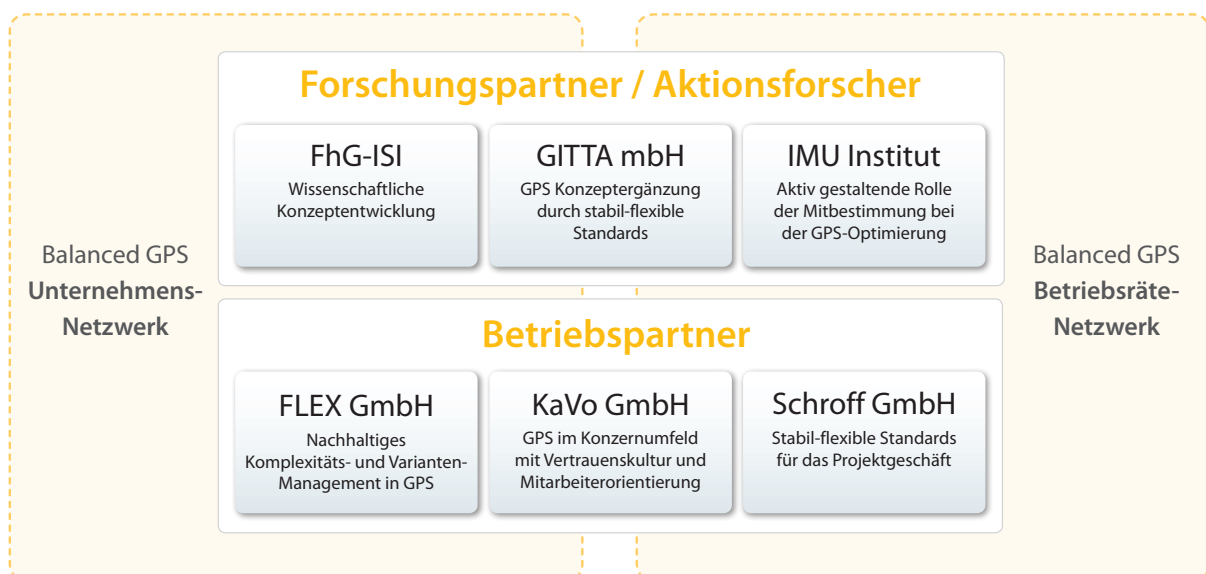 Forschungspartner / Aktionsforscher
FhG-ISI
Wissenschaftliche
Konzeptentwicklung
GITTA mbH
GPS Konzeptergänzung
durch stabil-flexible
Standards
IMU Institut
Aktiv gestaltende Rolle
der Mitbestimmung bei
der GPS-Optimierung
Balanced GPS
Unternehmens-
Netzwerk
Balanced GPS
Betriebsräte-
Netzwerk
Betriebspartner
FLEX GmbH
Nachhaltiges
Komplexitäts- und Varianten-
Management in GPS
KaVo GmbH
GPS im Konzernumfeld
mit Vertrauenskultur und
Mitarbeiterorientierung
Schroff GmbH
Stabil-flexible Standards
für das Projektgeschäft